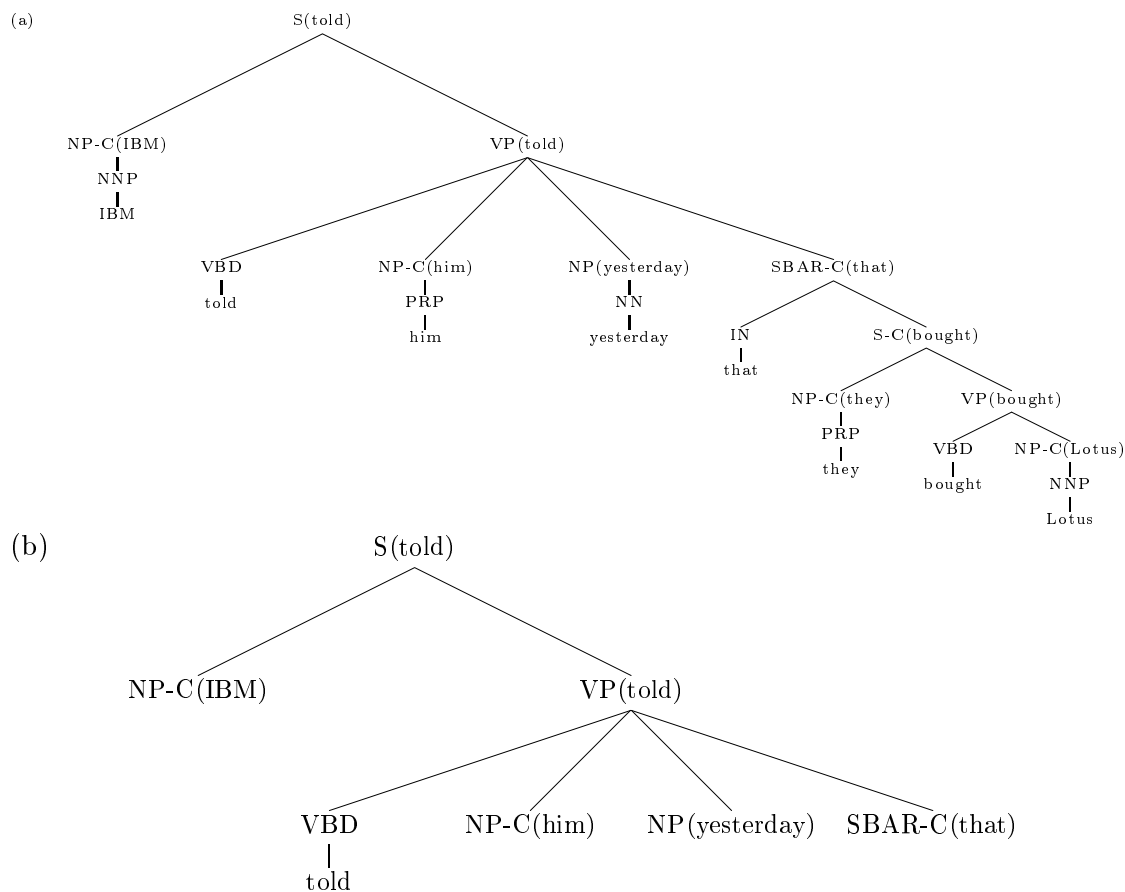 (a) S(told)
NP-C(IBM) VP(told)
NNP
IBM
VBD NP-C(him) NP(yesterday) SBAR-C(that)
told PRP NN
him yesterday IN S-C(bought)
that
NP-C(they) VP(bought)
PRP
VBD NP-C(Lotus)
they
bought NNP
Lotus
(b) S(told)
NP-C(IBM) VP(told)
VBD NP-C(him) NP(yesterday) SBAR-C(that)
told